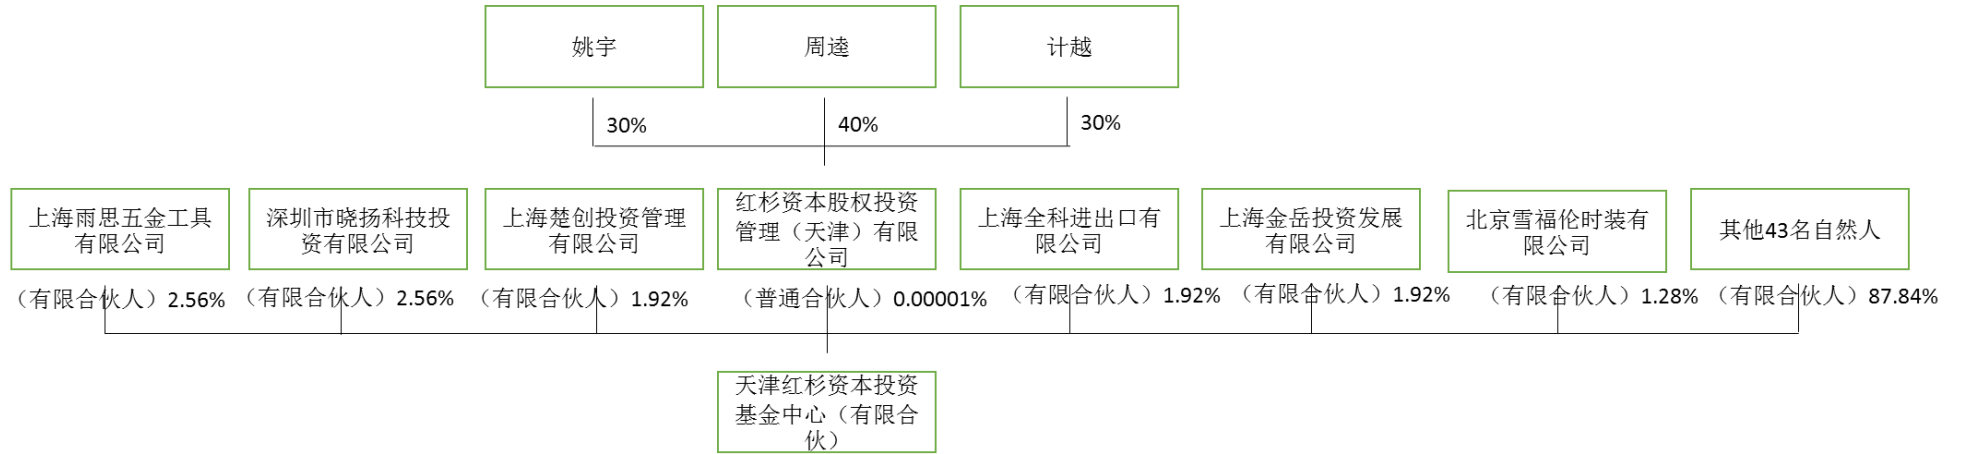 姚宇
周逵
计越
30%
40%
30%
上海雨思五金工具
有限公司
深圳市晓扬科技投
资有限公司
上海楚创投资管理
有限公司
红杉资本股权投资
管理（天津）有限
公司
上海全科进出口有
限公司
上海金岳投资发展
有限公司
北京雪福伦时装有
限公司
其他43名自然人
（有限合伙人）2.56%
（有限合伙人）2.56%
（有限合伙人）1.92%
（普通合伙人）0.00001%
（有限合伙人）1.92%
（有限合伙人）1.92%
（有限合伙人）1.28%
（有限合伙人）87.84%
天津红杉资本投资
基金中心（有限合
伙）